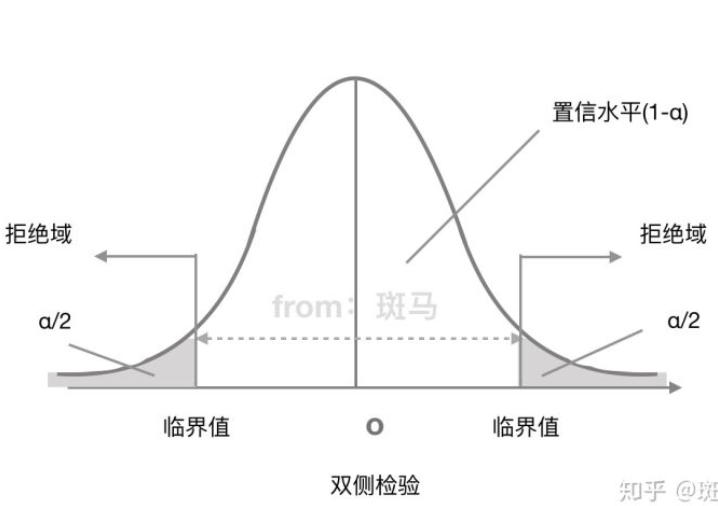 置信水平(1-α)
拒绝域
拒绝域
from：斑马
α/2
α/2
临界值
O
临界值
双侧检验
知乎 @斑